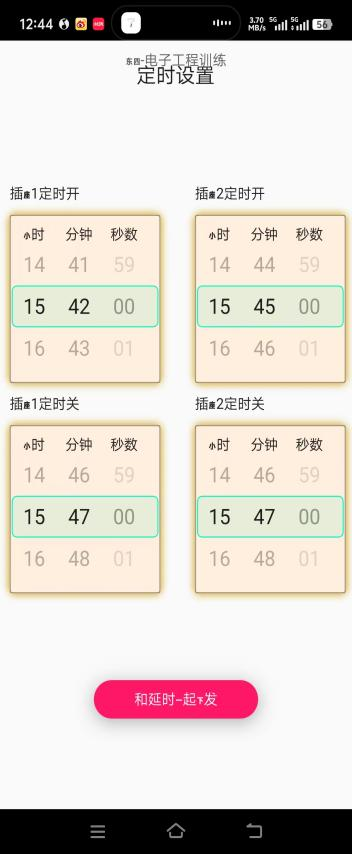 12:44 7 3.70 MB/s 5G 5G 56
东四-电子工程训练
定时设置
插座1定时开 插座2定时开
小时 分钟 秒数 小时 分钟 秒数
14 41 59 14 44 59
15 42 00 15 45 00
16 43 01 16 46 01
插座1定时关 插座2定时关
小时 分钟 秒数 小时 分钟 秒数
14 46 59 14 46 59
15 47 00 15 47 00
16 48 01 16 48 01
和延时一起下发